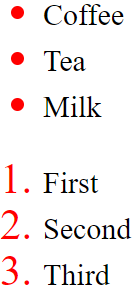 • Coffee
• Tea
• Milk
1. First
2. Second
3. Third